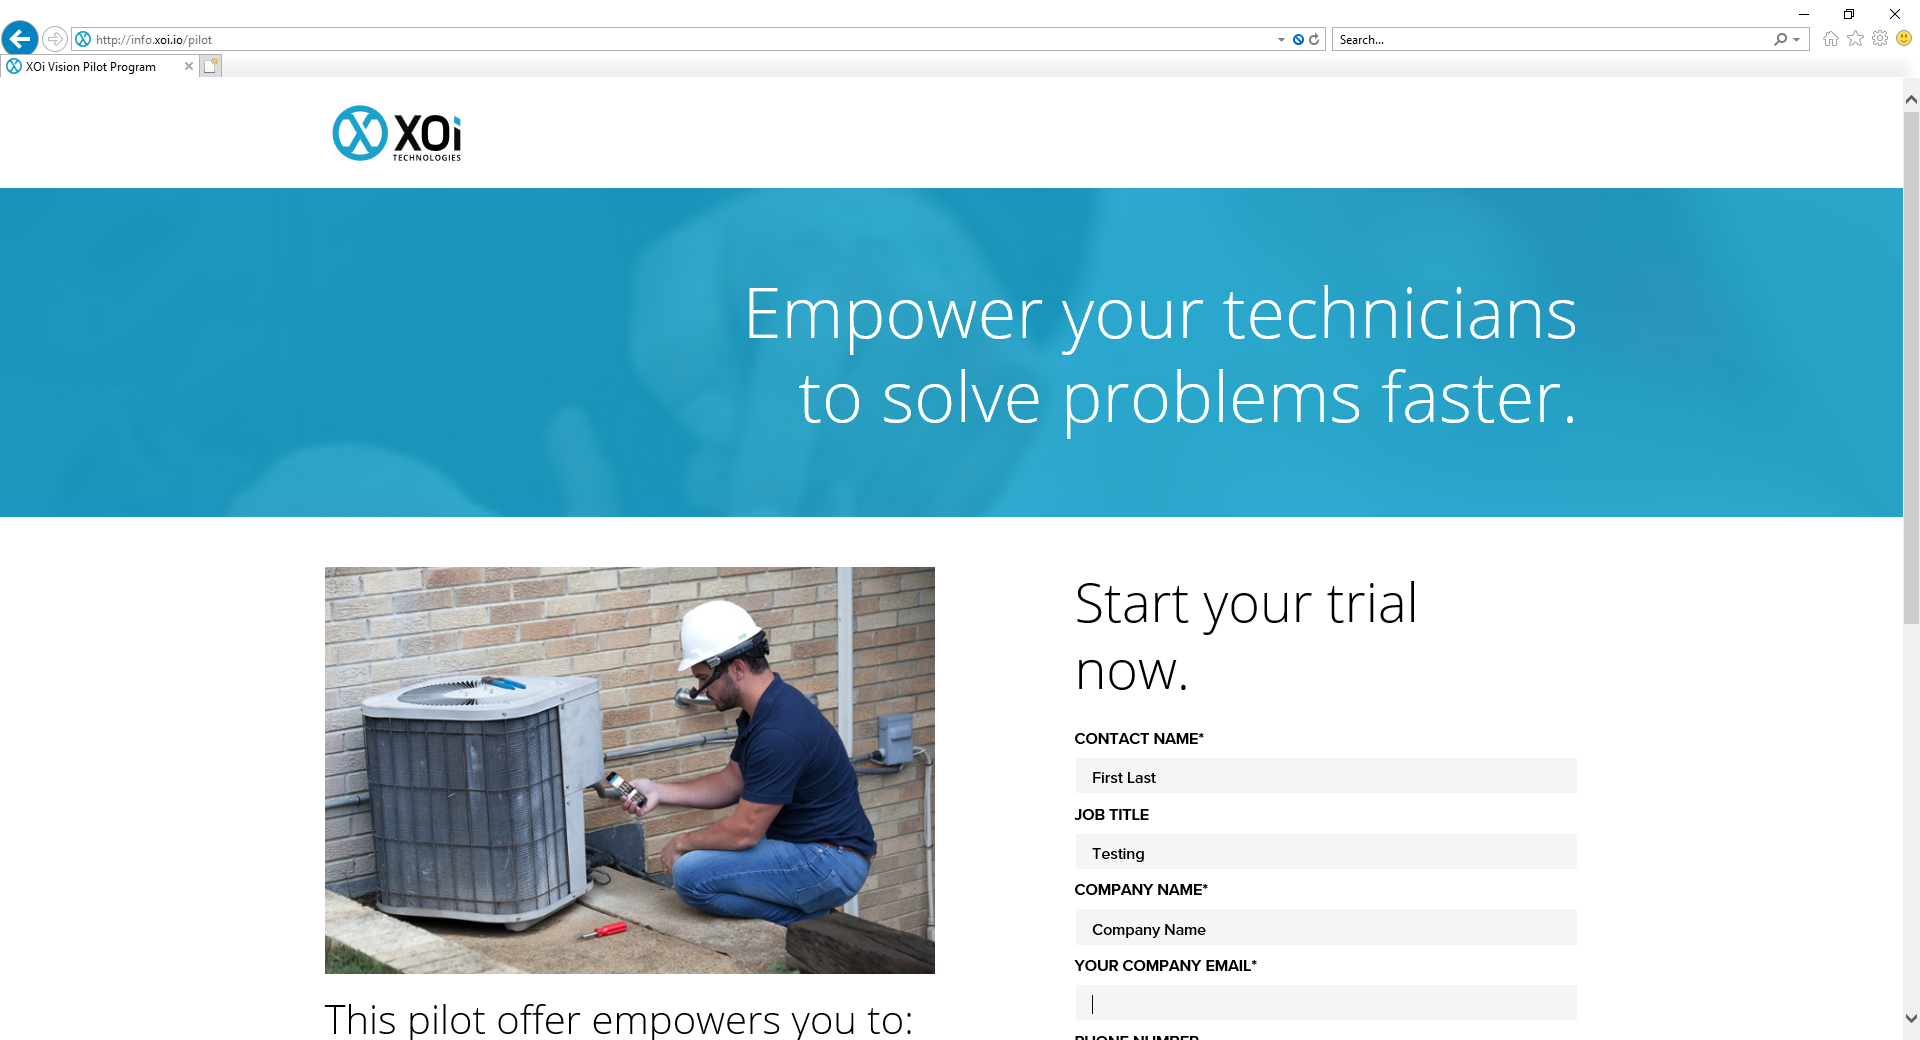 http://info.xoi.io/pilot
Search...
XOi Vision Pilot Program
XOi
TECHNOLOGIES
Empower your technicians
to solve problems faster.
Start your trial
now.
CONTACT NAME*
First Last
JOB TITLE
Testing
COMPANY NAME*
Company Name
YOUR COMPANY EMAIL*
This pilot offer empowers you to:
PHONE NUMBER